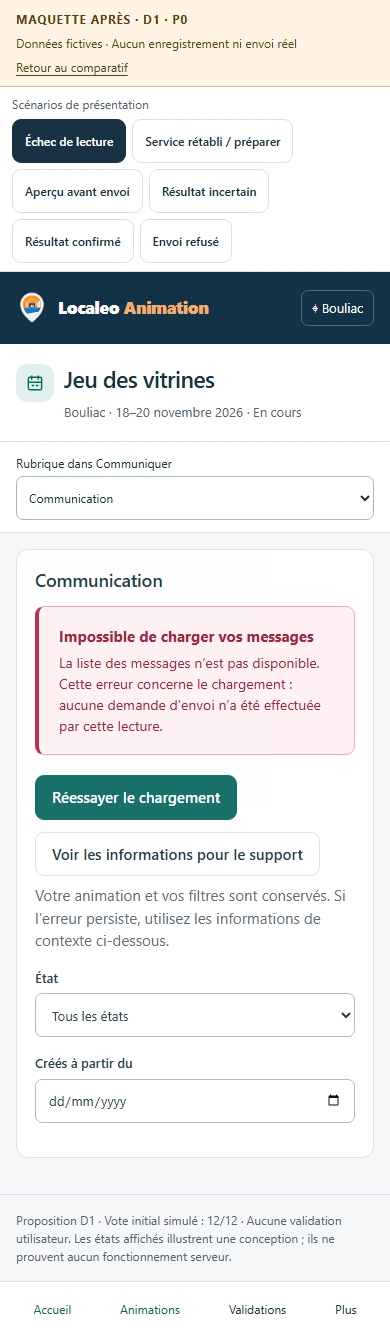 MAQUETTE APRÈS · D1 · P0
Données fictives · Aucun enregistrement ni envoi réel
Retour au comparatif
Scénarios de présentation
Échec de lecture
Service rétabli / préparer
Aperçu avant envoi
Résultat incertain
Résultat confirmé
Envoi refusé
Localeo Animation
⌖ Bouliac
Jeu des vitrines
Bouliac · 18–20 novembre 2026 · En cours
Rubrique dans Communiquer
Communication
Communication
Impossible de charger vos messages
La liste des messages n’est pas disponible.
Cette erreur concerne le chargement :
aucune demande d’envoi n’a été effectuée
par cette lecture.
Réessayer le chargement
Voir les informations pour le support
Votre animation et vos filtres sont conservés. Si
l’erreur persiste, utilisez les informations de
contexte ci-dessous.
État
Tous les états
Créés à partir du
dd/mm/yyyy
Proposition D1 · Vote initial simulé : 12/12 · Aucune validation
utilisateur. Les états affichés illustrent une conception ; ils ne
prouvent aucun fonctionnement serveur.
Accueil
Animations
Validations
Plus